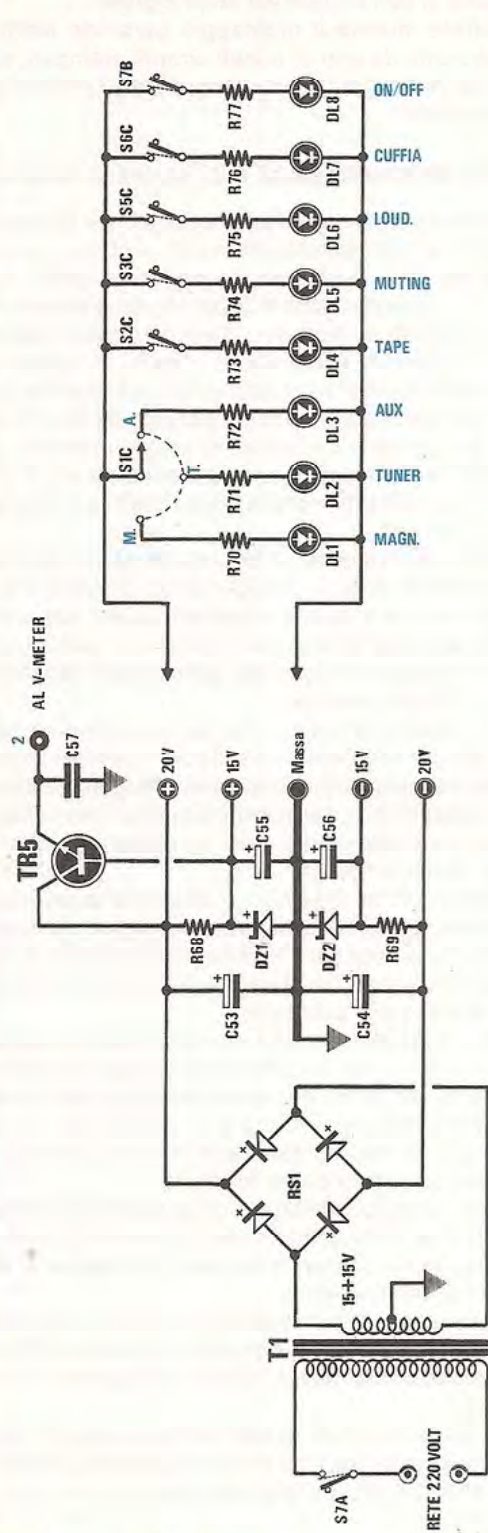 RETE 220 VOLT
S7A
T1
15+15V
RS1
C53
C54
R68
DZ1
DZ2
R69
C55
C56
TR5
C57
2
AL V-METER
20V
15V
Massa
15V
20V
M.
S1C
A.
T.
S2C
S3C
S5C
S6C
S7B
R70
R71
R72
R73
R74
R75
R76
R77
DL1
DL2
DL3
DL4
DL5
DL6
DL7
DL8
MAGN.
TUNER
AUX
TAPE
MUTING
LOUD.
CUFFIA
ON/OFF